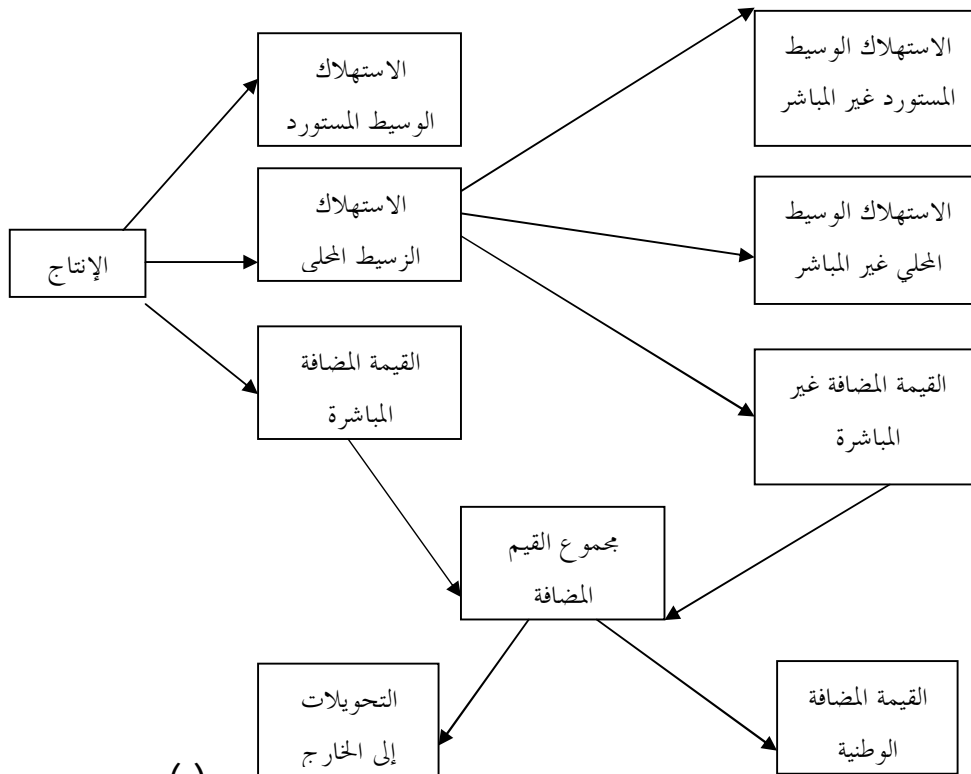 الاستهلاك
الوسيط المستورد
الاستهلاك الوسيط
المستورد غير المباشر
الإنتاج
الاستهلاك
الزسيط المحلى
الاستهلاك الوسيط
المحلي غير المباشر
القيمة المضافة
المباشرة
القيمة المضافة غير
المباشرة
مجموع القيم
المضافة
التحويلات
إلى الخارج
القيمة المضافة
الوطنية